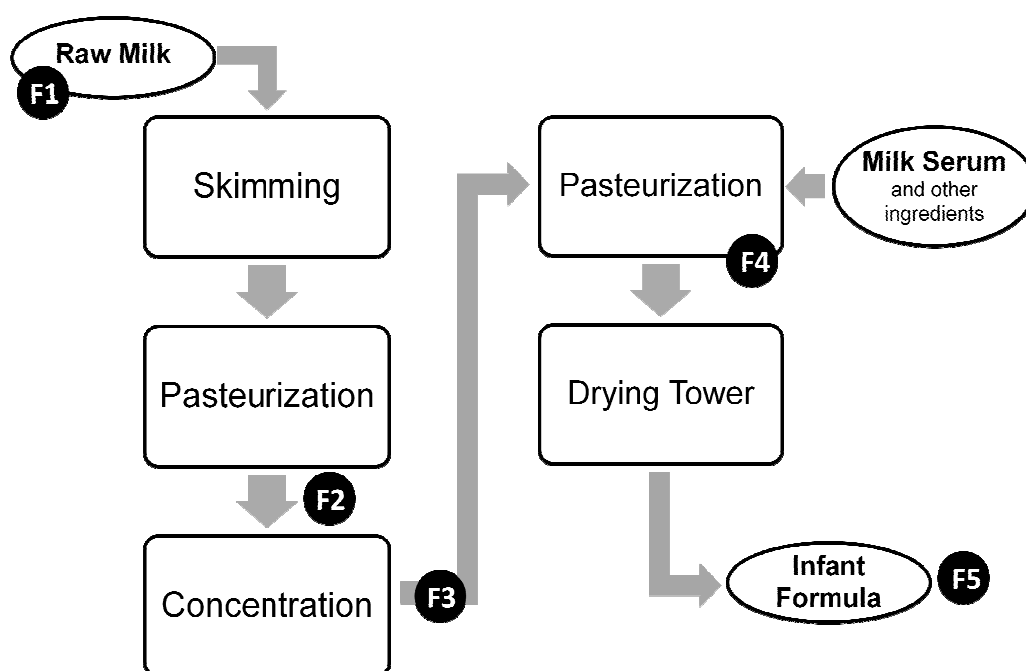 Raw Milk
F1
Skimming
Pasteurization
F2
Concentration
F3
Pasteurization
F4
Milk Serum
and other
ingredients
Drying Tower
Infant
Formula
F5